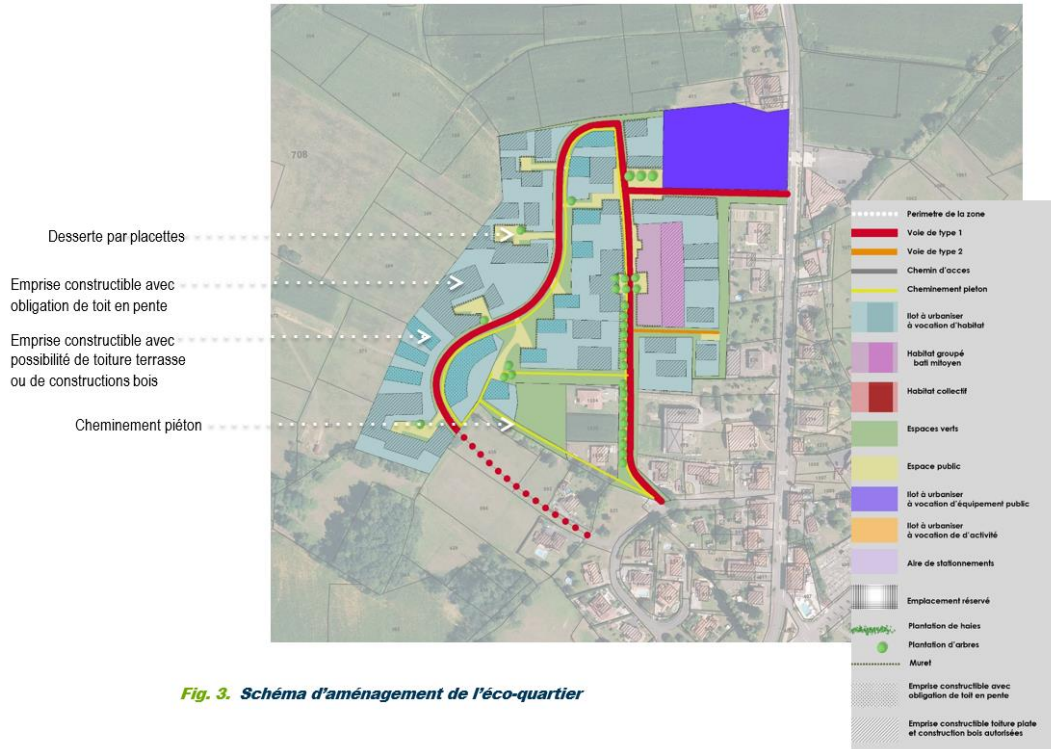 708
Desserte par placettes
Emprise constructible avec
obligation de toit en pente
Emprise constructible avec
possibilité de toiture terrasse
ou de constructions bois
Cheminement piéton
Perimetre de la zone
Voie de type 1
Voie de type 2
Chemin d'acces
Cheminement pieton
Ilot à urbaniser
à vocation d'habitat
Habitat groupé
bati mitoyen
Habitat collectif
Espaces verts
Espace public
Ilot à urbaniser
à vocation d'équipement public
Ilot à urbaniser
à vocation de d'activité
Aire de stationnements
Emplacement réservé
Plantation de haies
Plantation d'arbres
Muret
Emprise constructible avec
obligation de toit en pente
Emprise constructible toiture plate
et construction bois autorisées
Fig. 3. Schéma d'aménagement de l'éco-quartier